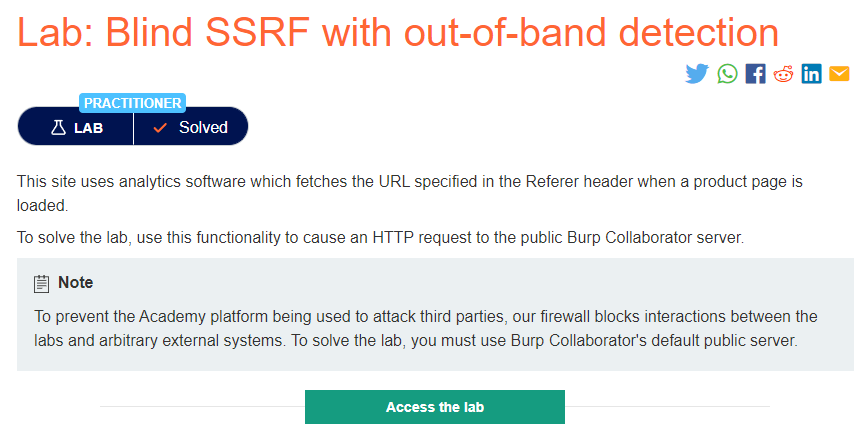 Lab: Blind SSRF with out-of-band detection
PRACTITIONER
LAB
Solved
This site uses analytics software which fetches the URL specified in the Referer header when a product page is
loaded.
To solve the lab, use this functionality to cause an HTTP request to the public Burp Collaborator server.
Note
To prevent the Academy platform being used to attack third parties, our firewall blocks interactions between the
labs and arbitrary external systems. To solve the lab, you must use Burp Collaborator's default public server.
Access the lab